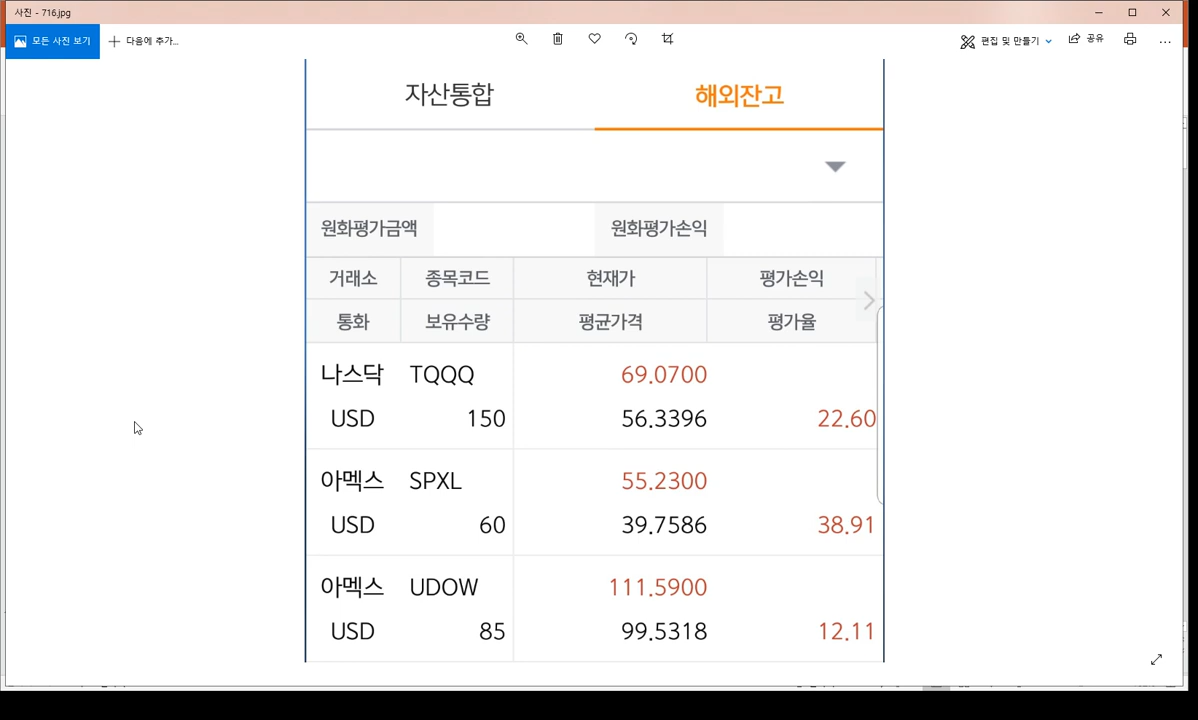 사진 - 716.jpg
모든 사진 보기
다음에 추가...
편집 및 만들기
공유
자산통합 해외잔고
원화평가금액 원화평가손익
거래소 종목코드 현재가 평가손익
통화 보유수량 평균가격 평가율
나스닥 TQQQ 69.0700
USD 150 56.3396 22.60
아멕스 SPXL 55.2300
USD 60 39.7586 38.91
아멕스 UDOW 111.5900
USD 85 99.5318 12.11